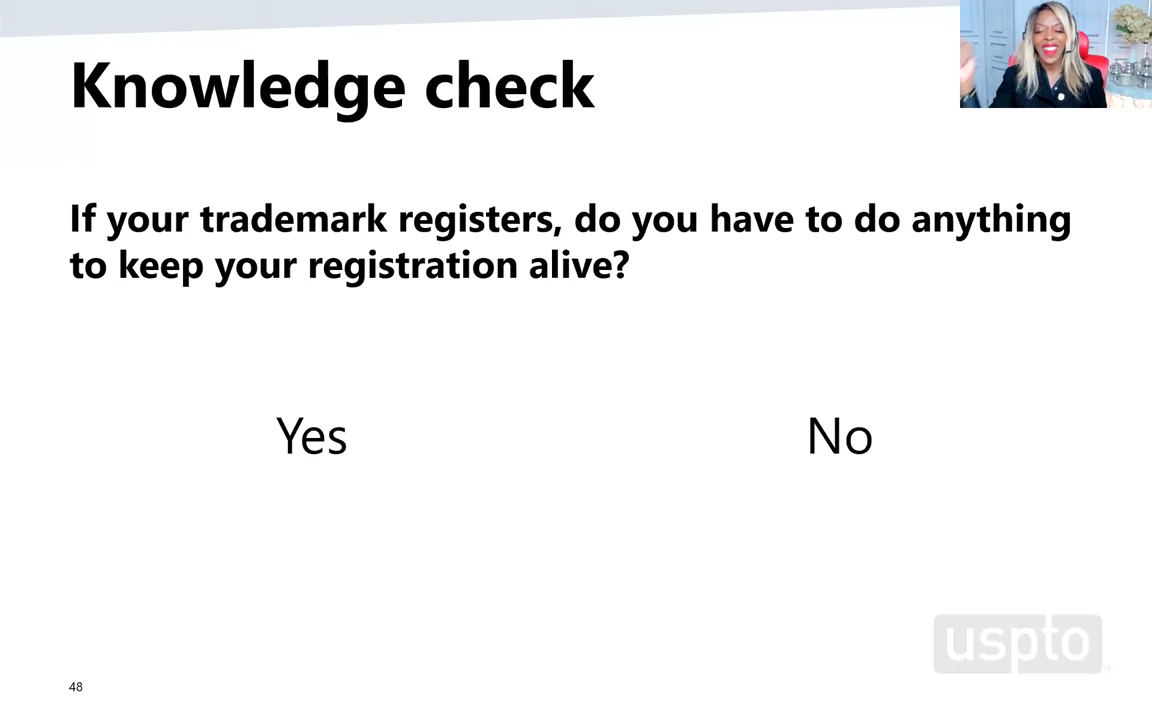 Knowledge check
If your trademark registers, do you have to do anything
to keep your registration alive?
Yes
No
uspto
48